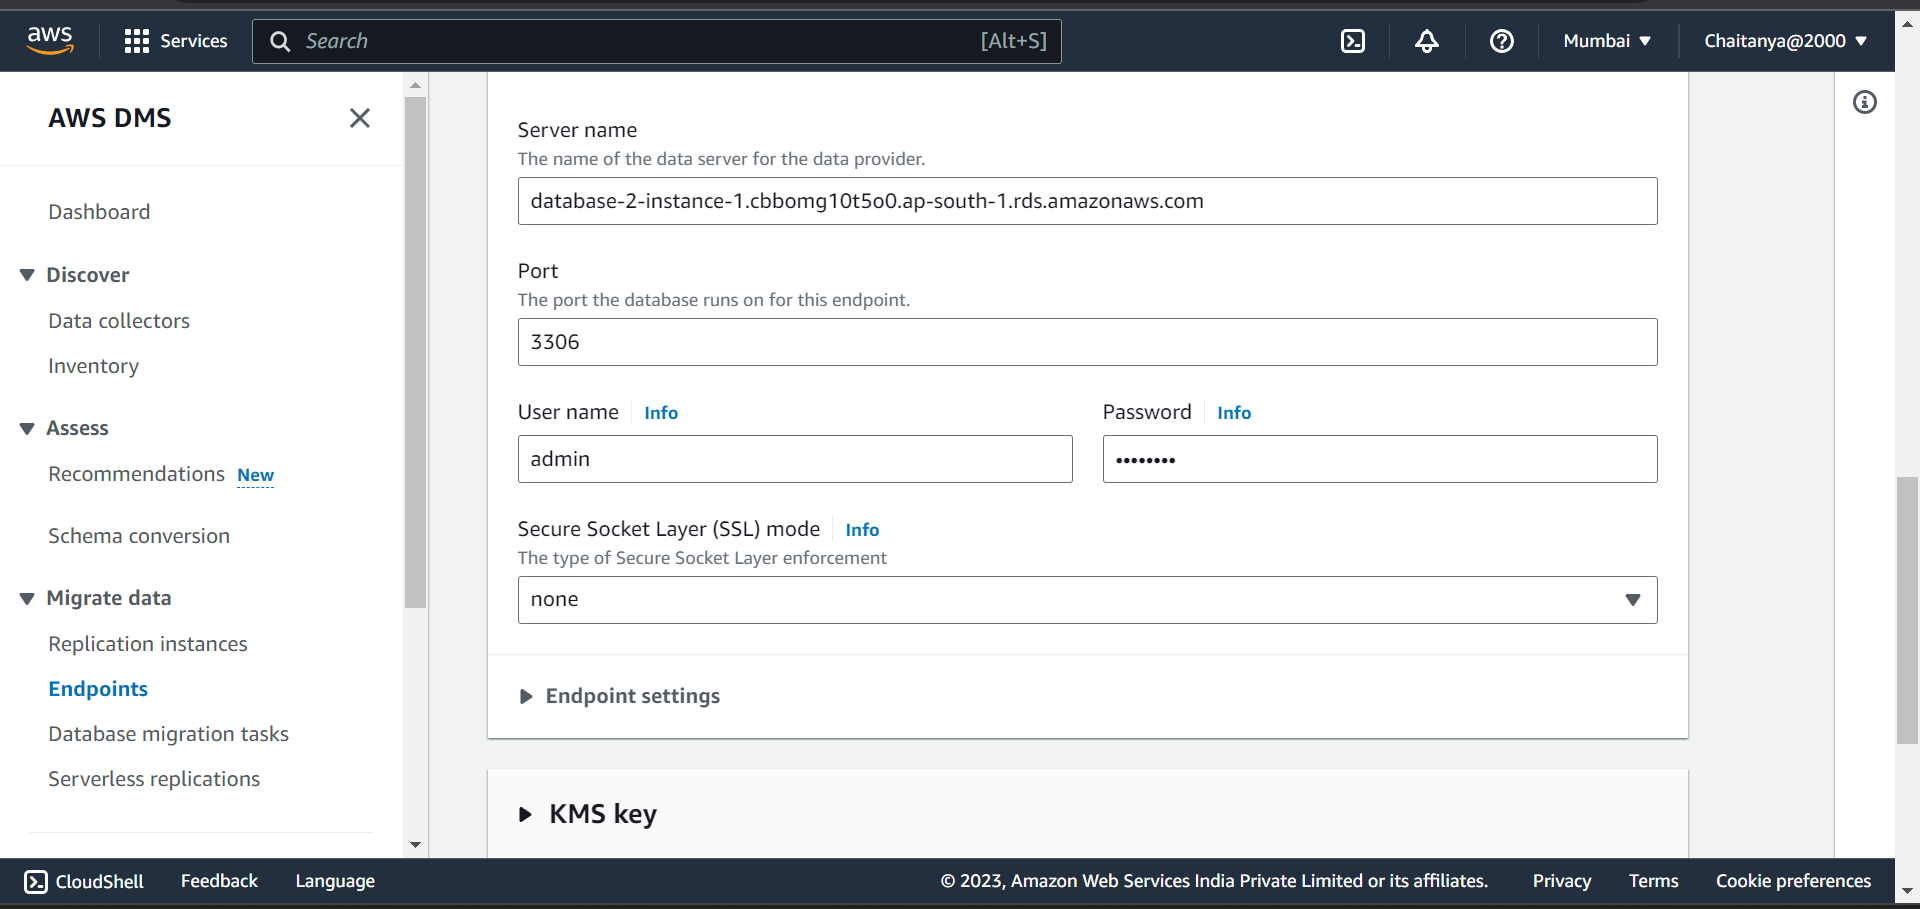 aws
Services
Search
[Alt+S]
Mumbai
Chaitanya@2000
AWS DMS
Dashboard
Discover
Data collectors
Inventory
Assess
Recommendations New
Schema conversion
Migrate data
Replication instances
Endpoints
Database migration tasks
Serverless replications
Server name
The name of the data server for the data provider.
database-2-instance-1.cbbomg10t5o0.ap-south-1.rds.amazonaws.com
Port
The port the database runs on for this endpoint.
3306
User name Info
admin
Password Info
••••••••
Secure Socket Layer (SSL) mode Info
The type of Secure Socket Layer enforcement
none
Endpoint settings
KMS key
CloudShell Feedback Language © 2023, Amazon Web Services India Private Limited or its affiliates. Privacy Terms Cookie preferences